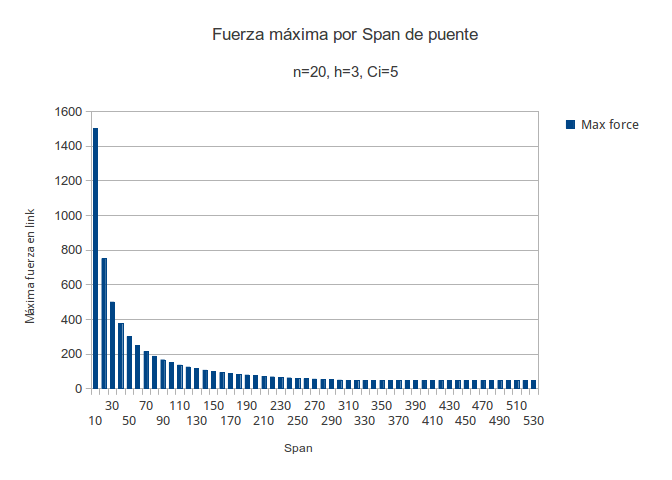 Fuerza máxima por Span de puente
n=20, h=3, Ci=5
Max force
1600
1400
1200
1000
800
600
400
200
0
Máxima fuerza en link
30 70 110 150 190 230 270 310 350 390 430 470 510
10 50 90 130 170 210 250 290 330 370 410 450 490 530
Span